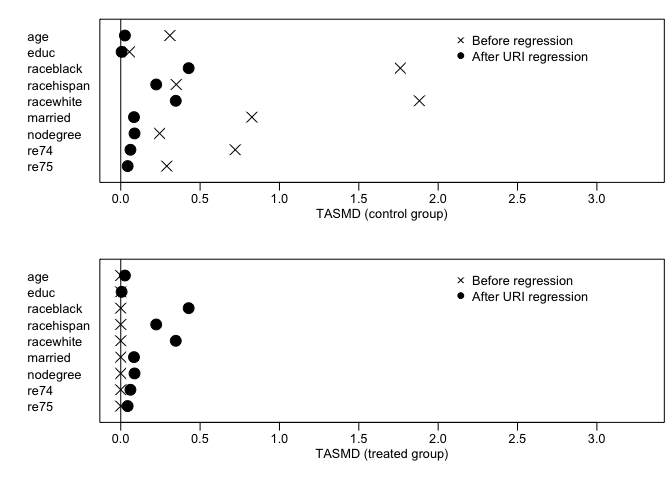 age
educ
raceblack
racehispan
racewhite
married
nodegree
re74
re75
Before regression
After URI regression
0.0 0.5 1.0 1.5 2.0 2.5 3.0
TASMD (control group)
age
educ
raceblack
racehispan
racewhite
married
nodegree
re74
re75
Before regression
After URI regression
0.0 0.5 1.0 1.5 2.0 2.5 3.0
TASMD (treated group)